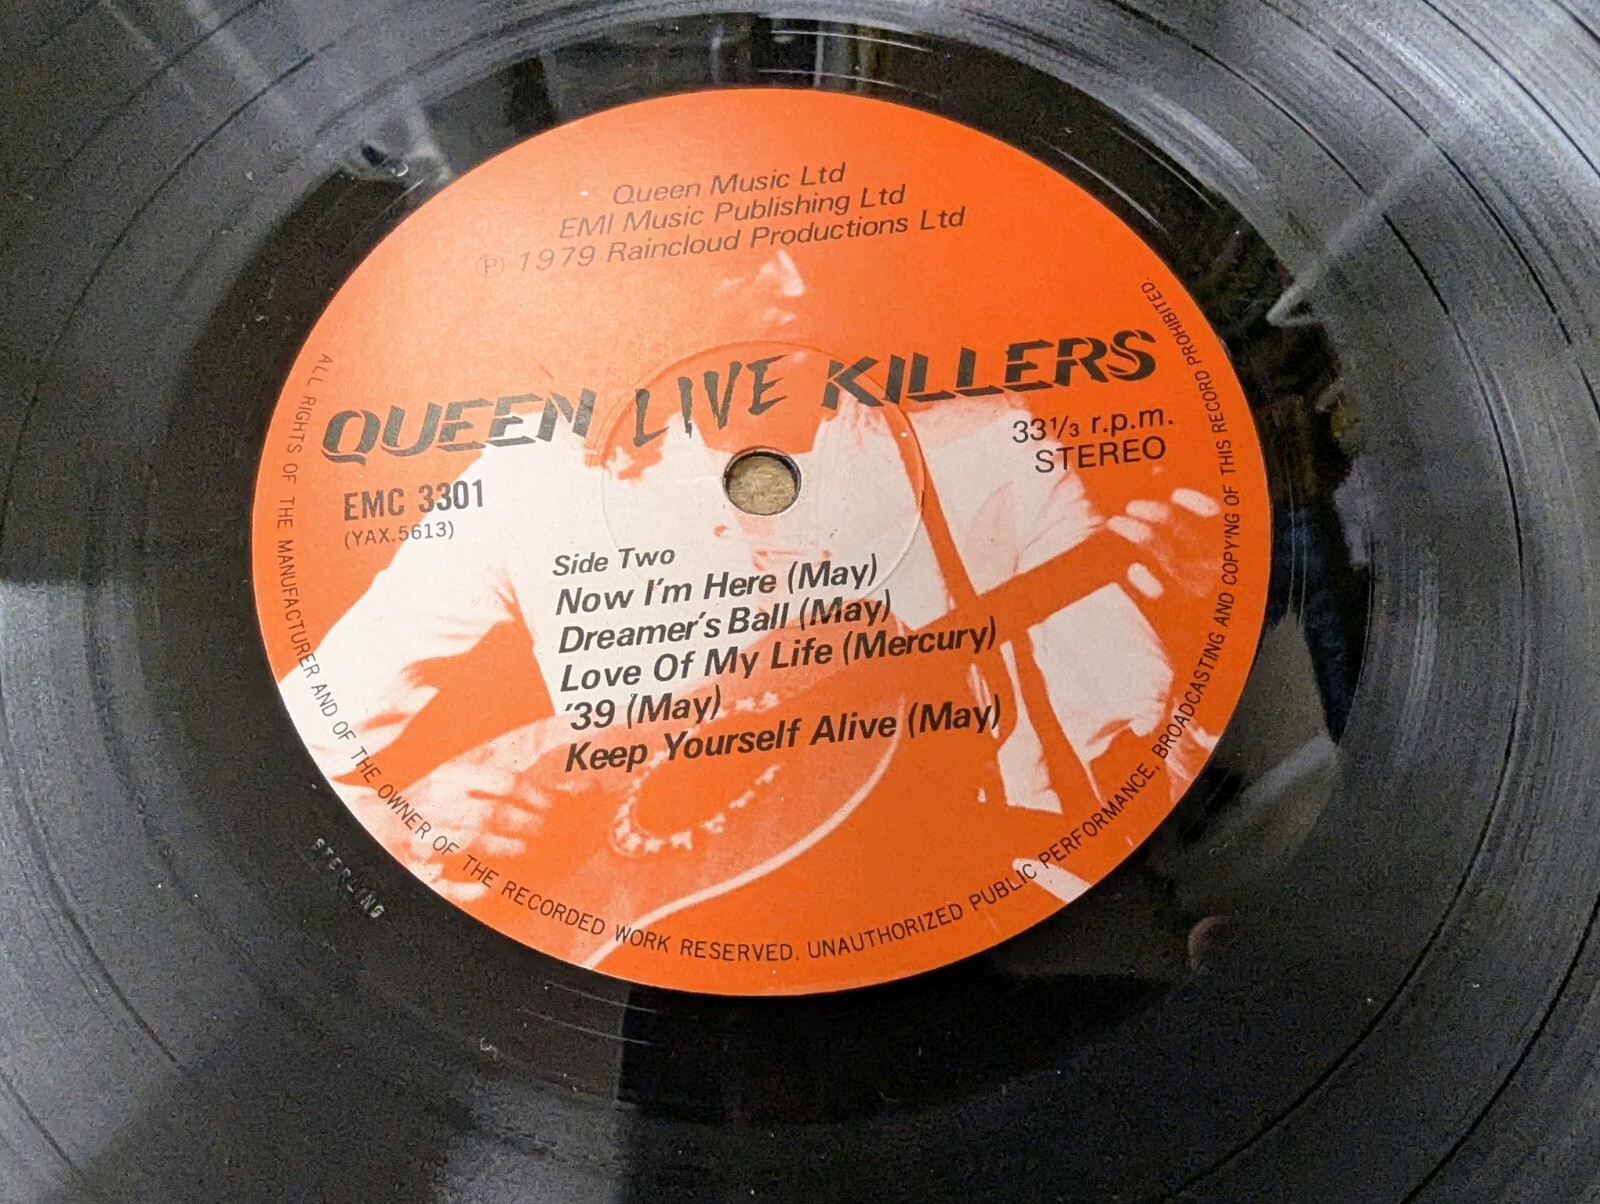 Queen Music Ltd
EMI Music Publishing Ltd
Ⓟ 1979 Raincloud Productions Ltd
QUEEN LIVE KILLERS
33 1/3 r.p.m.
STEREO
EMC 3301
(YAX.5613)
Side Two
Now I'm Here (May)
Dreamer's Ball (May)
Love Of My Life (Mercury)
'39 (May)
Keep Yourself Alive (May)
ALL RIGHTS OF THE MANUFACTURER AND OF THE OWNER OF THE RECORDED WORK RESERVED. UNAUTHORIZED PUBLIC PERFORMANCE, BROADCASTING AND COPYING OF THIS RECORD PROHIBITED.
STERLING